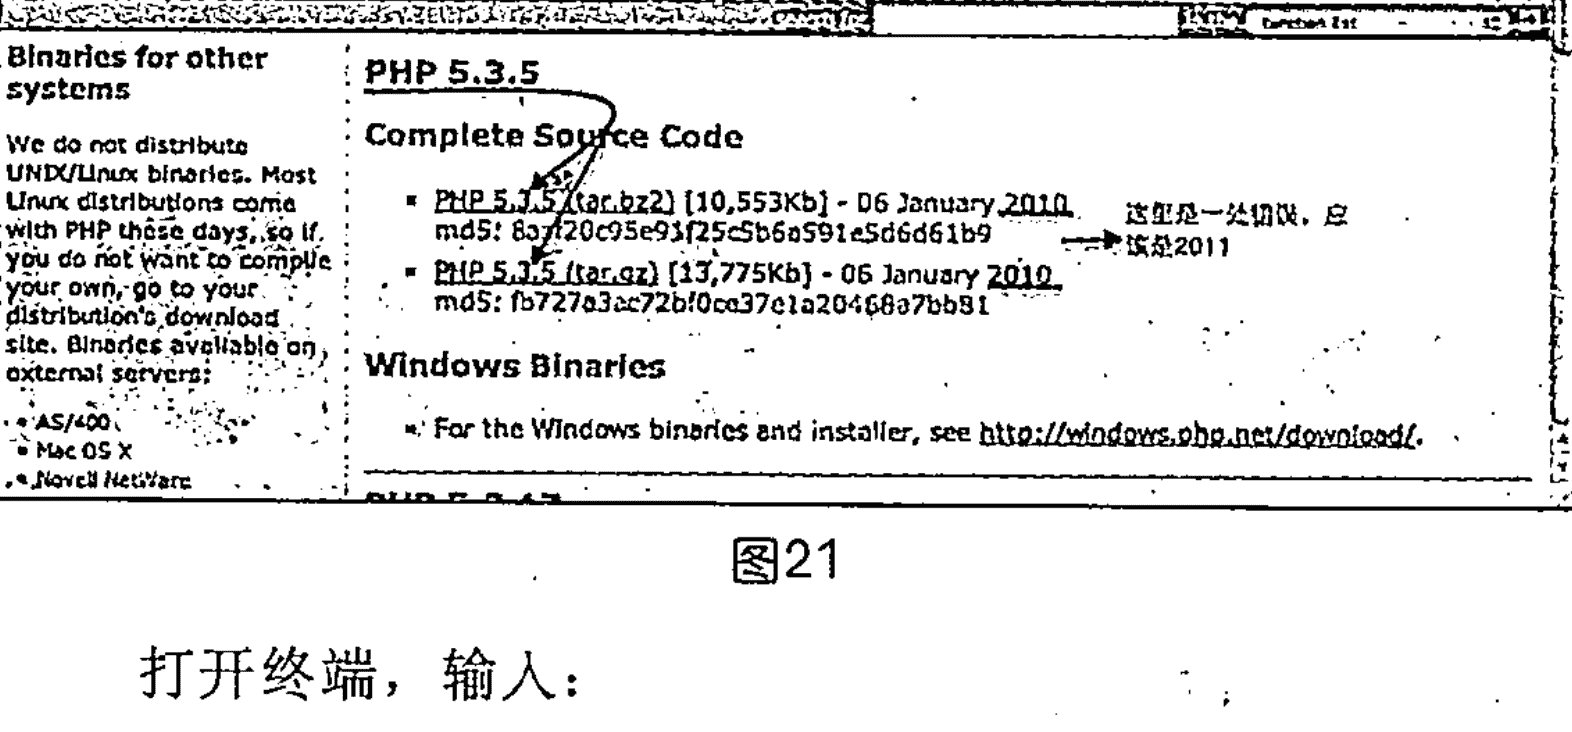 function list
Binaries for other
systems
We do not distribute
UNIX/Linux binaries. Most
Linux distributions come
with PHP these days, so if
you do not want to compile
your own, go to your
distribution's download
site. Binaries available on
external servers:
AS/400
Mac OS X
Novell NetWare
PHP 5.3.5
Complete Source Code
PHP 5.3.5 (tar.bz2) [10,553Kb] - 06 January 2010
md5:
PHP 5.3.5 (tar.gz) [13,775Kb] - 06 January 2010
md5:
这里是一处错误，应
该是2011
Windows Binaries
For the Windows binaries and installer, see http://windows.php.net/download/.
图21
打开终端，输入：